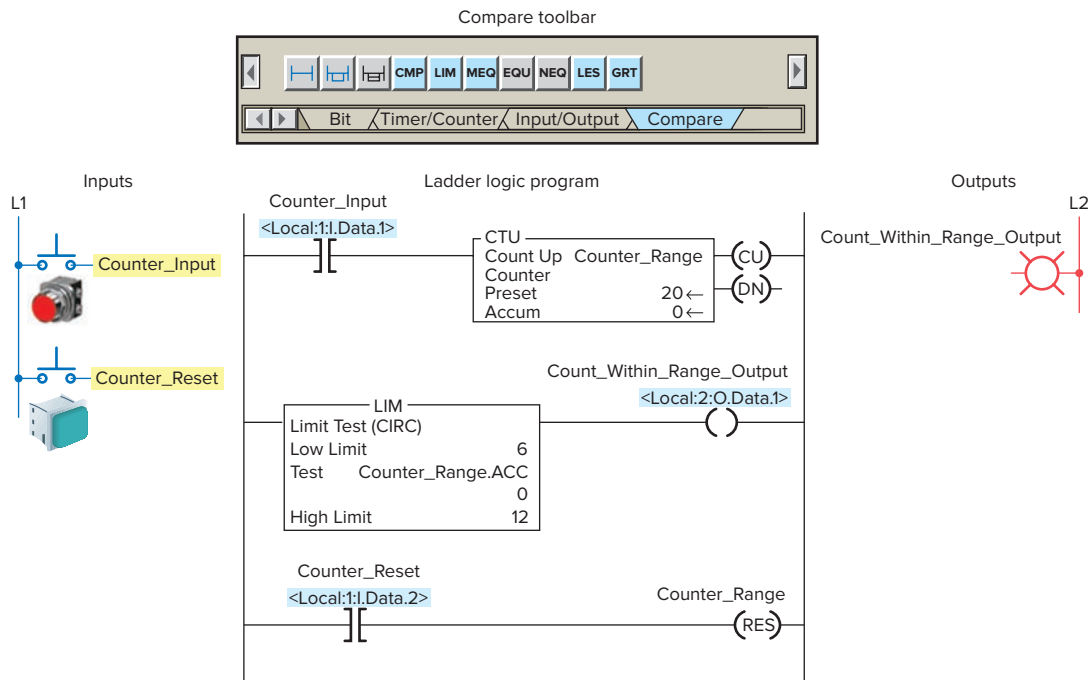 Compare toolbar
CMP LIM MEQ EQU NEQ LES GRT
Bit Timer/Counter Input/Output Compare
Inputs Ladder logic program Outputs
L1 L2
Counter_Input
<Local:1:I.Data.1>
Counter_Input
CTU
Count Up Counter_Range
Counter
Preset 20←
Accum 0←
CU
DN
Count_Within_Range_Output
Counter_Reset
Count_Within_Range_Output
<Local:2:O.Data.1>
LIM
Limit Test (CIRC)
Low Limit 6
Test Counter_Range.ACC
0
High Limit 12
Counter_Reset
<Local:1:I.Data.2>
Counter_Range
RES